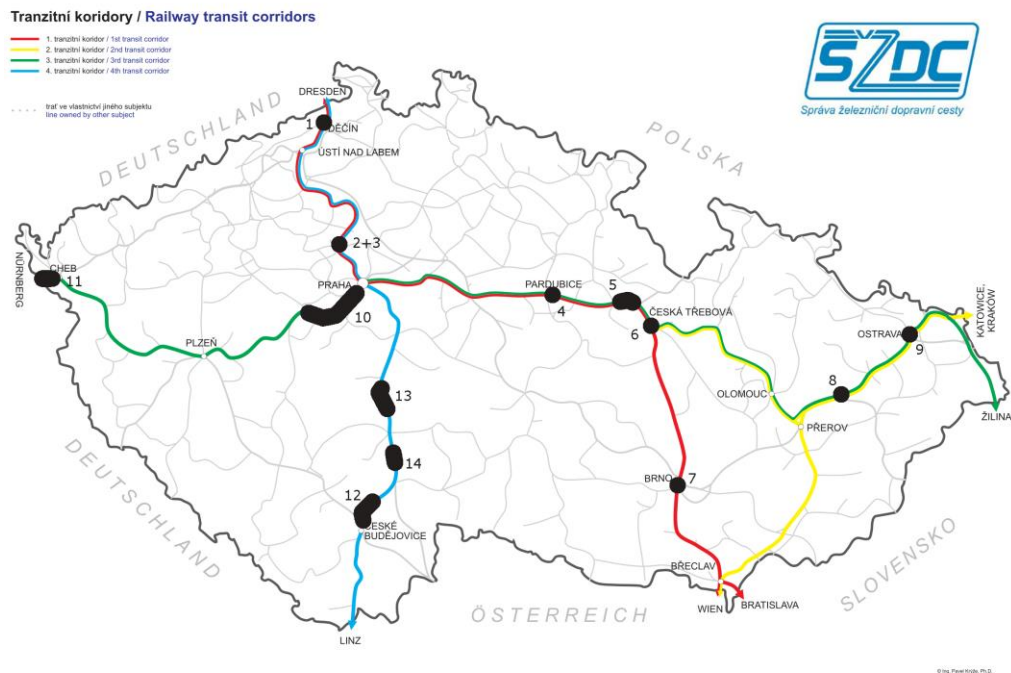 Tranzitní koridory / Railway transit corridors
1. tranzitní koridor / 1st transit corridor
2. tranzitní koridor / 2nd transit corridor
3. tranzitní koridor / 3rd transit corridor
4. tranzitní koridor / 4th transit corridor
trať ve vlastnictví jiného subjektu
line owned by other subject
SŽDC
Správa železniční dopravní cesty
DEUTSCHLAND
POLSKA
DRESDEN
1
DĚČÍN
ÚSTÍ NAD LABEM
2+3
NÜRNBERG
CHEB
11
PRAHA
10
PLZEŇ
PARDUBICE
4
5
ČESKÁ TŘEBOVÁ
6
KATOWICE,
KRAKÓW
OSTRAVA
9
8
OLOMOUC
PŘEROV
ŽILINA
13
14
12
ČESKÉ
BUDĚJOVICE
BRNO
7
DEUTSCHLAND
BŘECLAV
WIEN
BRATISLAVA
SLOVENSKO
ÖSTERREICH
LINZ
© Ing. Pavel Krýže, Ph.D.